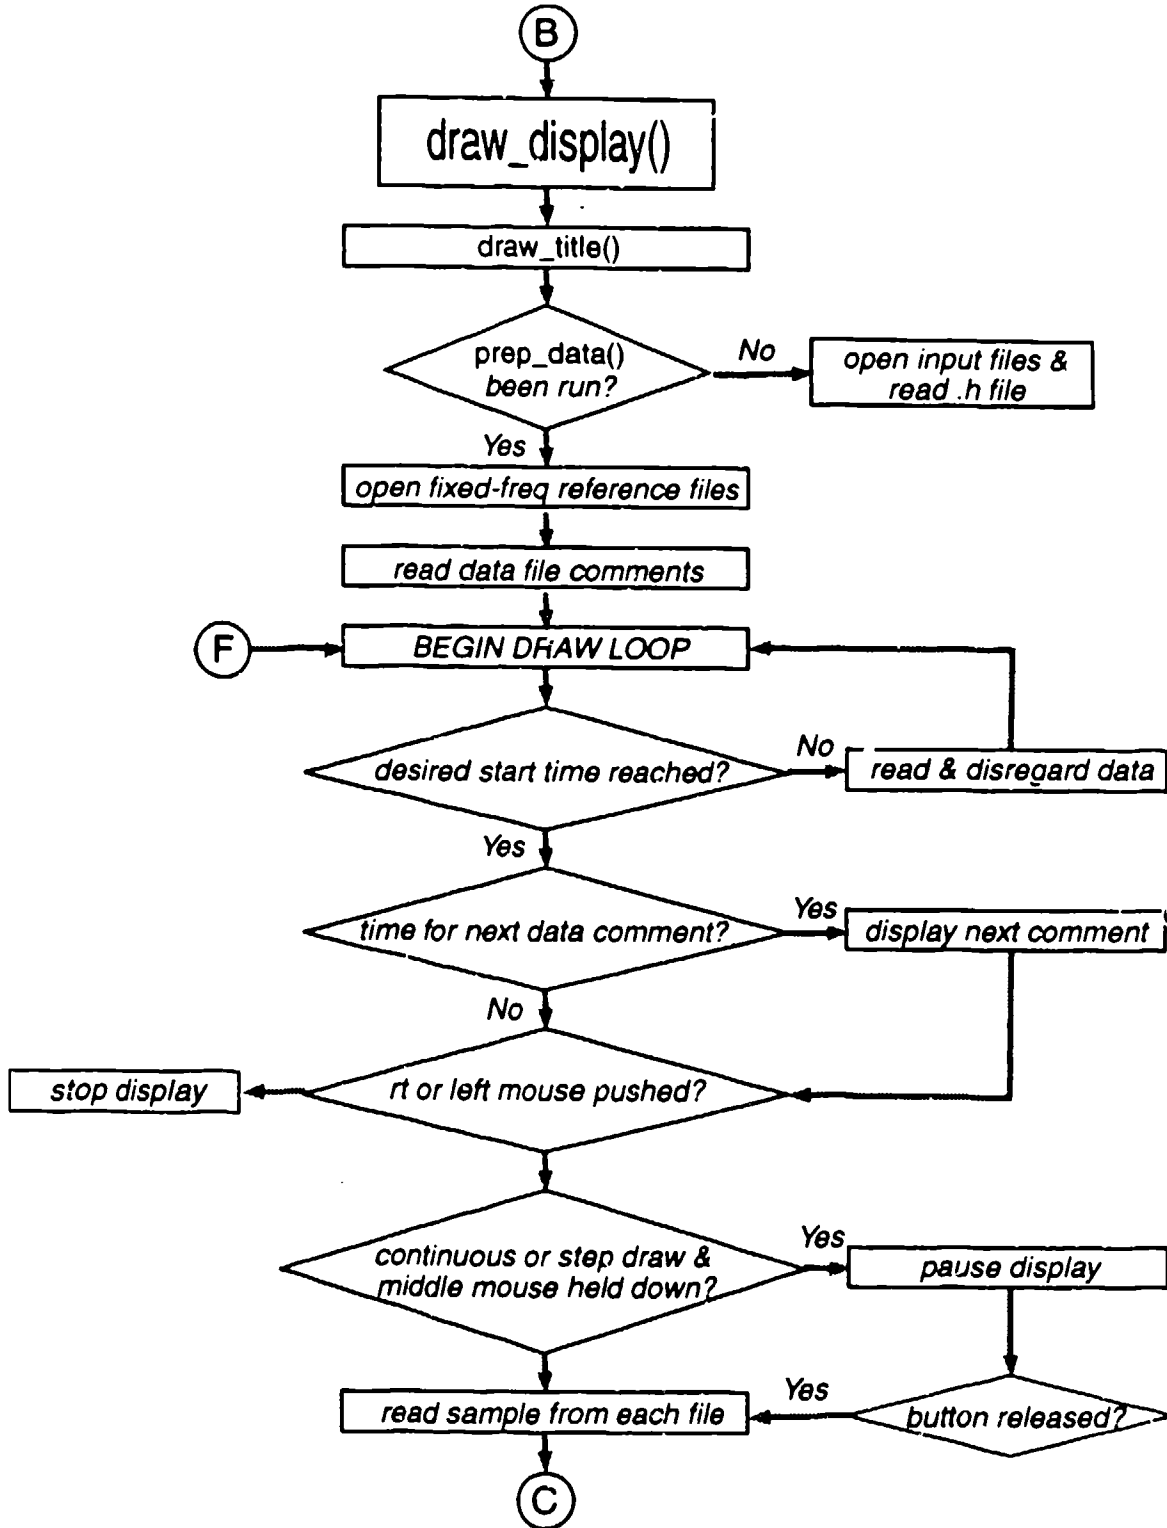 B
draw_display()
draw_title()
prep_data()
been run?
No
open input files &
read .h file
Yes
open fixed-freq reference files
read data file comments
F
BEGIN DRAW LOOP
desired start time reached?
No
read & disregard data
Yes
time for next data comment?
Yes
display next comment
No
stop display
rt or left mouse pushed?
continuous or step draw &
middle mouse held down?
Yes
pause display
read sample from each file
Yes
button released?
C